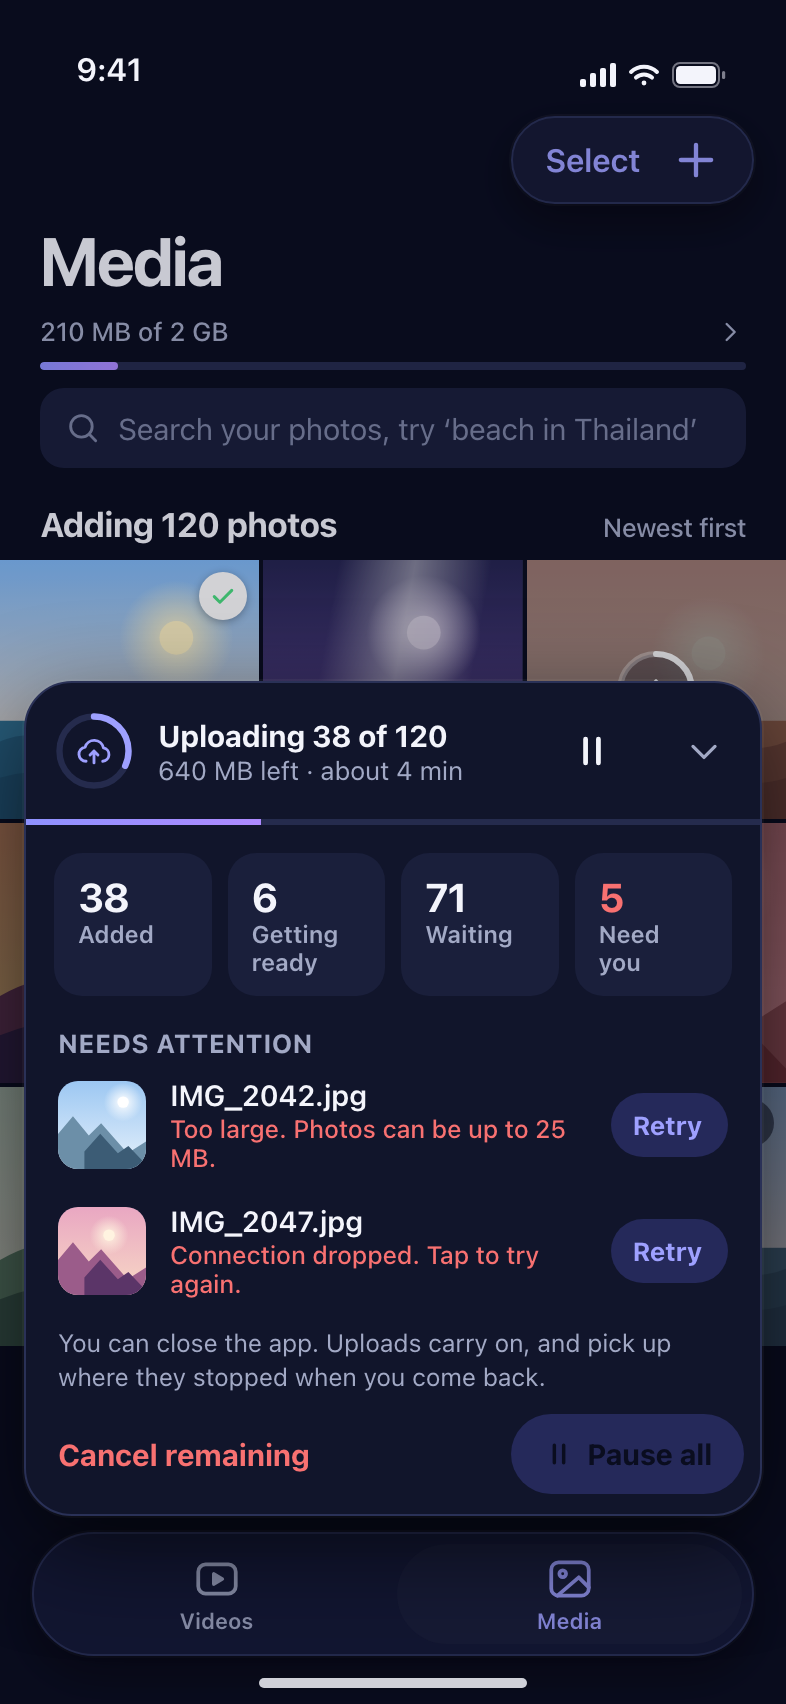 9:41
Select
Media
210 MB of 2 GB
Search your photos, try ‘beach in Thailand’
Adding 120 photos
Newest first
Uploading 38 of 120
640 MB left · about 4 min
38
Added
6
Getting
ready
71
Waiting
5
Need
you
NEEDS ATTENTION
IMG_2042.jpg
Too large. Photos can be up to 25
MB.
Retry
IMG_2047.jpg
Connection dropped. Tap to try
again.
Retry
You can close the app. Uploads carry on, and pick up
where they stopped when you come back.
Cancel remaining
Pause all
Videos
Media